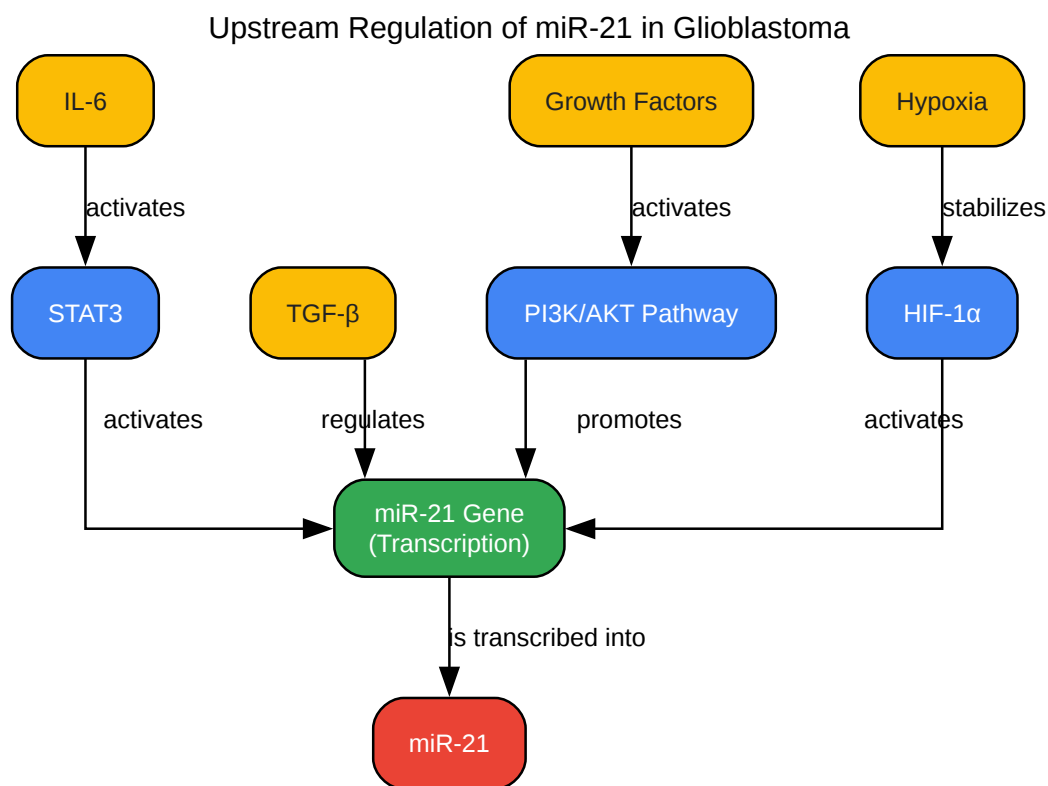 Upstream Regulation of miR-21 in Glioblastoma
IL-6
Growth Factors
Hypoxia
activates
activates
stabilizes
STAT3
TGF-β
PI3K/AKT Pathway
HIF-1α
activates
regulates
promotes
activates
miR-21 Gene
(Transcription)
is transcribed into
miR-21